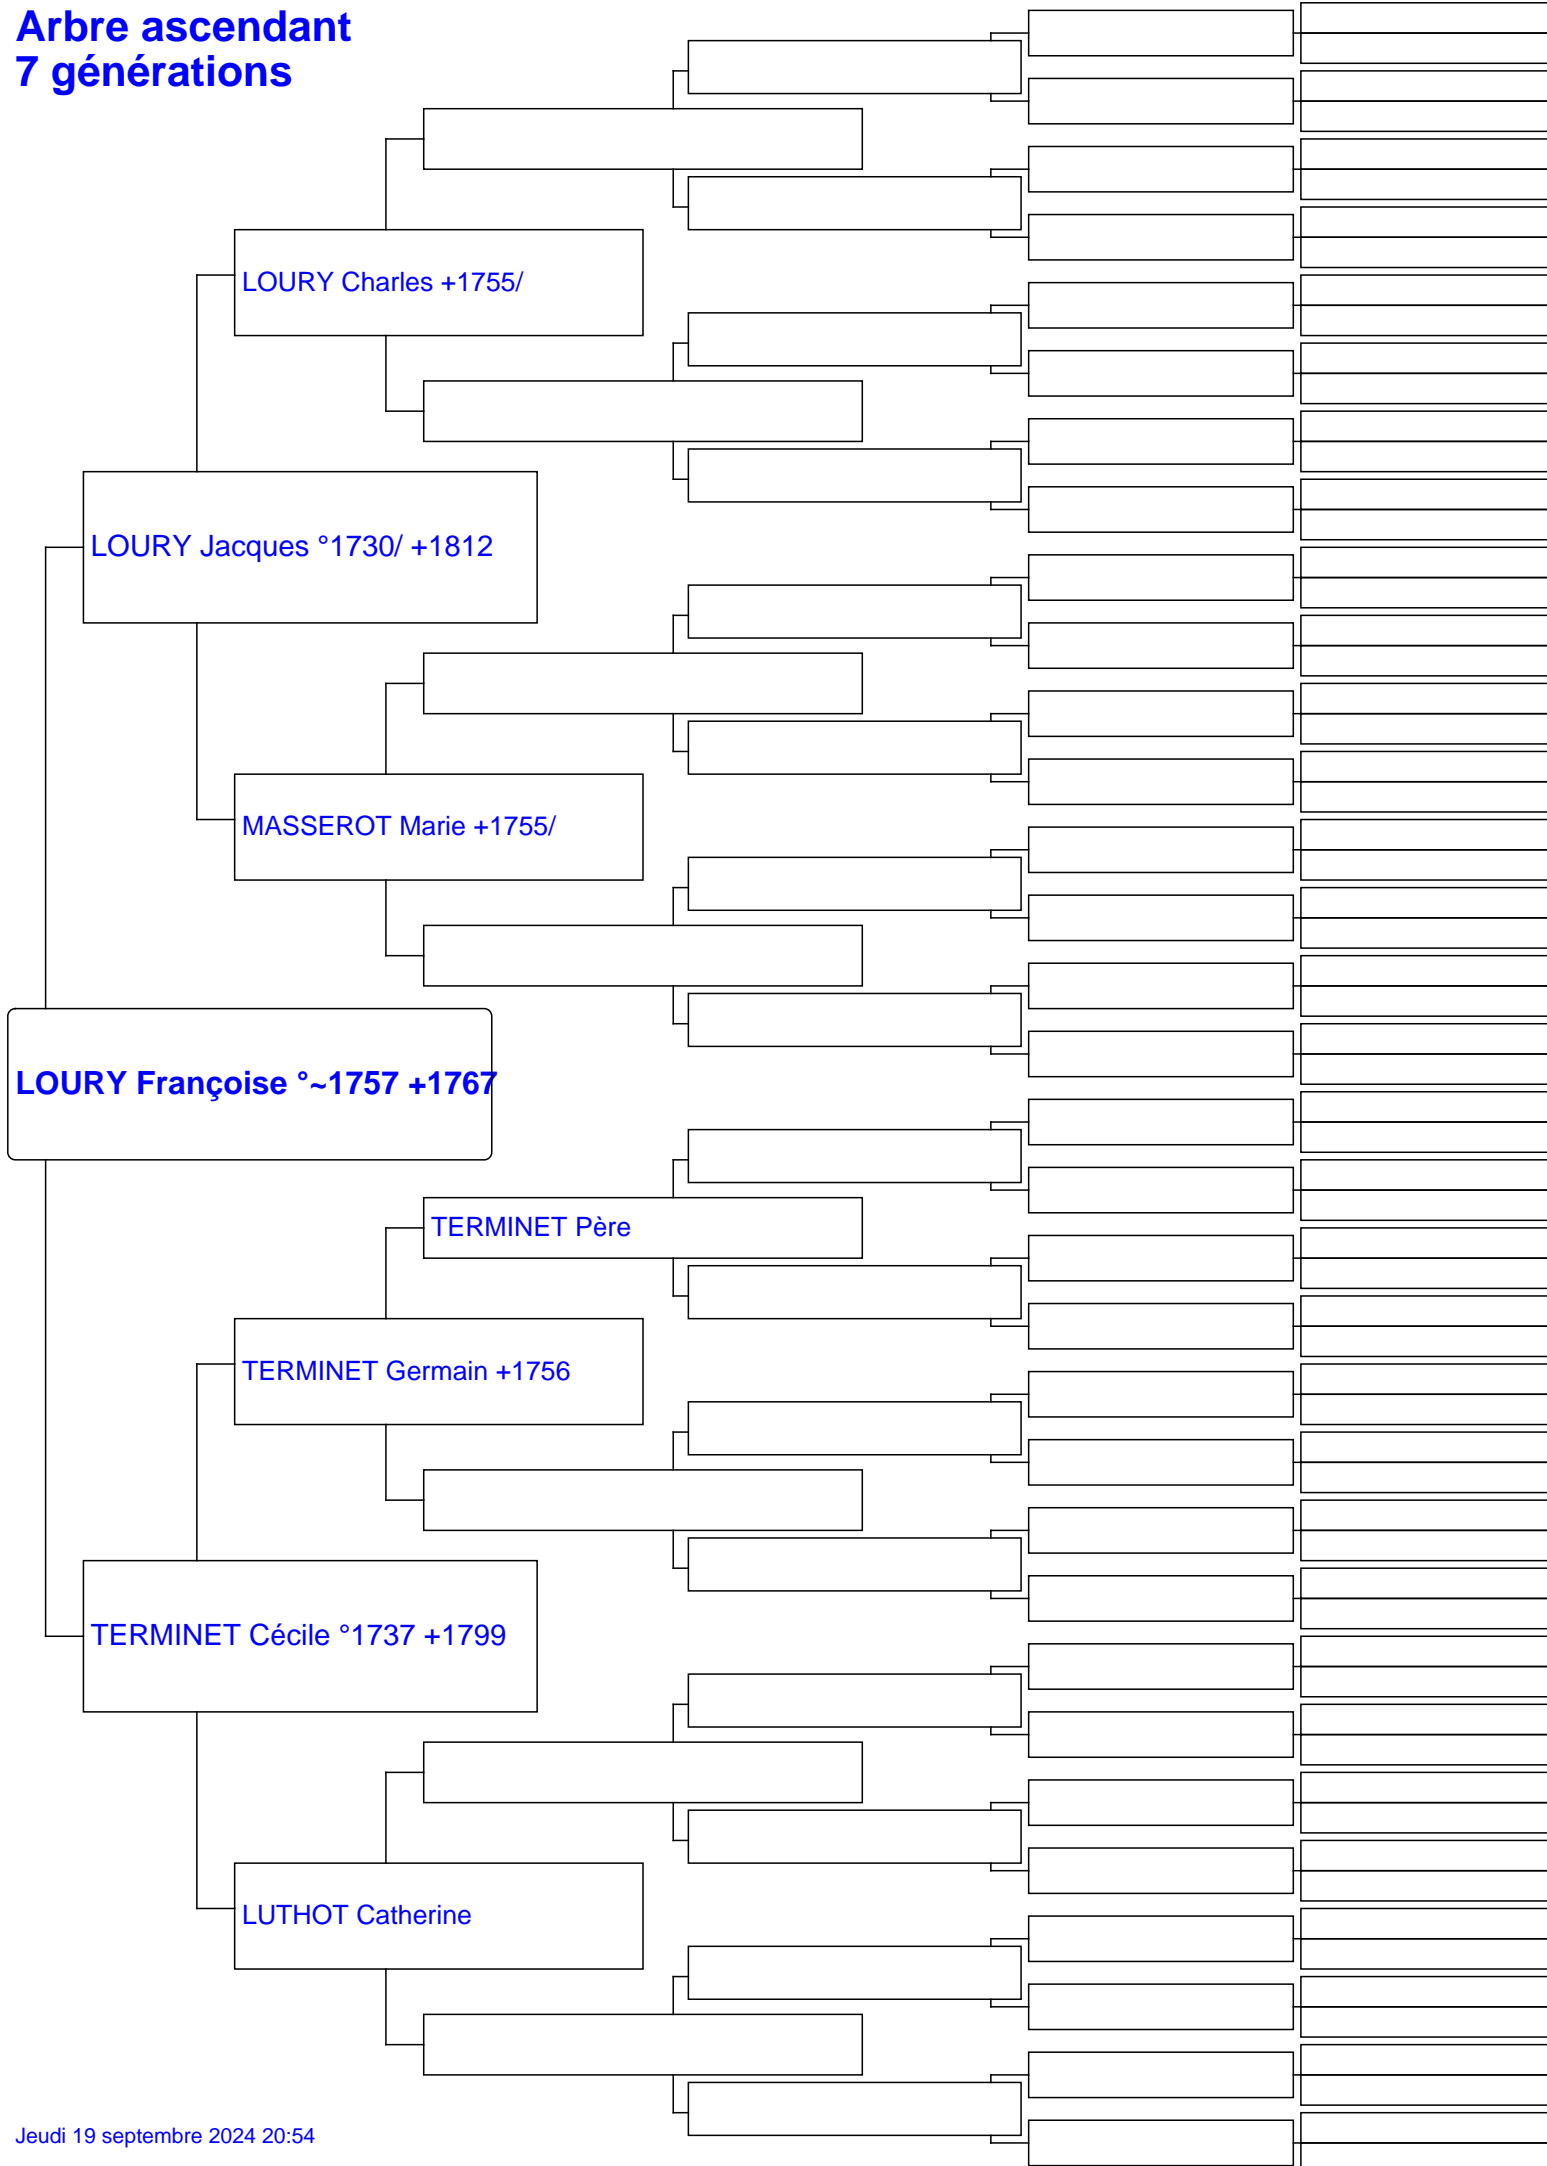 Arbre ascendant
7 générations
LOURY Charles +1755/
LOURY Jacques °1730/ +1812
MASSEROT Marie +1755/
LOURY Françoise °~1757 +1767
TERMINET Père
TERMINET Germain +1756
TERMINET Cécile °1737 +1799
LUTHOT Catherine
Jeudi 19 septembre 2024 20:54